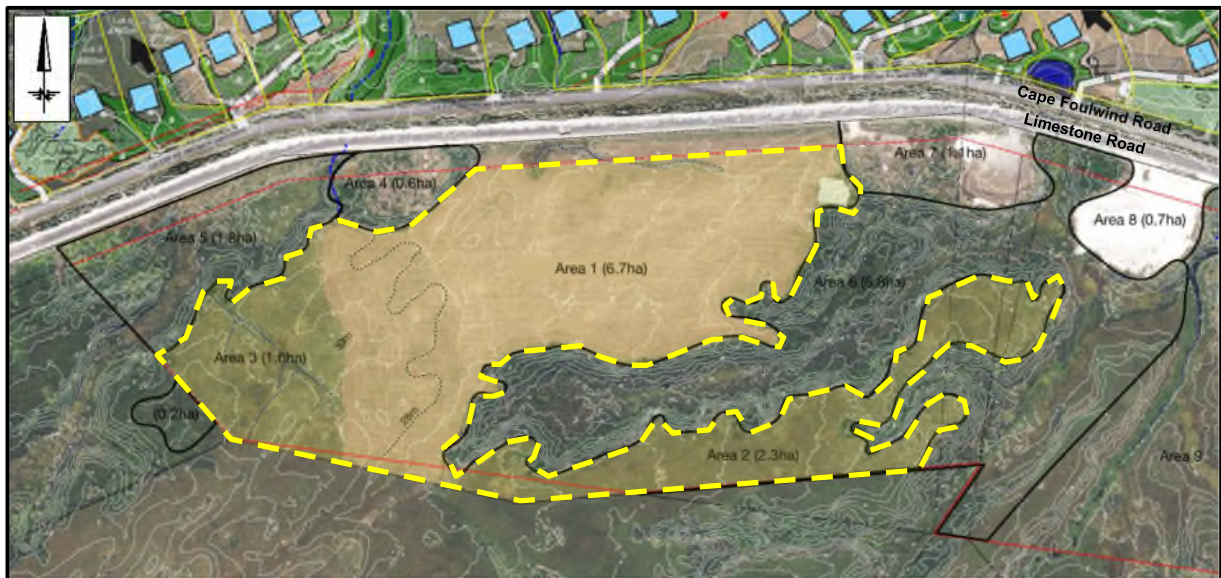 N
E
Cape Foulwind Road
Limestone Road
Area 7 (1.1ha)
Area 4 (0.6ha)
Area 8 (0.7ha)
Area 5 (1.8ha)
Area 1 (6.7ha)
Area 6 (5.8ha)
Area 3 (1.6ha)
(0.2ha)
28m
Area 2 (2.3ha)
Area 9